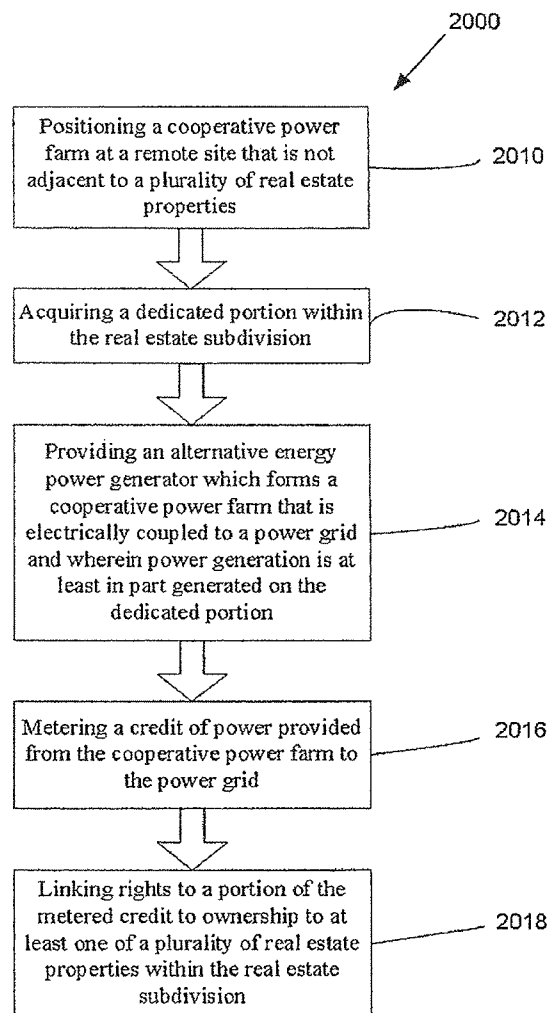 2000
Positioning a cooperative power
farm at a remote site that is not
adjacent to a plurality of real estate
properties
2010
Acquiring a dedicated portion within
the real estate subdivision
2012
Providing an alternative energy
power generator which forms a
cooperative power farm that is
electrically coupled to a power grid
and wherein power generation is at
least in part generated on the
dedicated portion
2014
Metering a credit of power provided
from the cooperative power farm to
the power grid
2016
Linking rights to a portion of the
metered credit to ownership to at
least one of a plurality of real estate
properties within the real estate
subdivision
2018